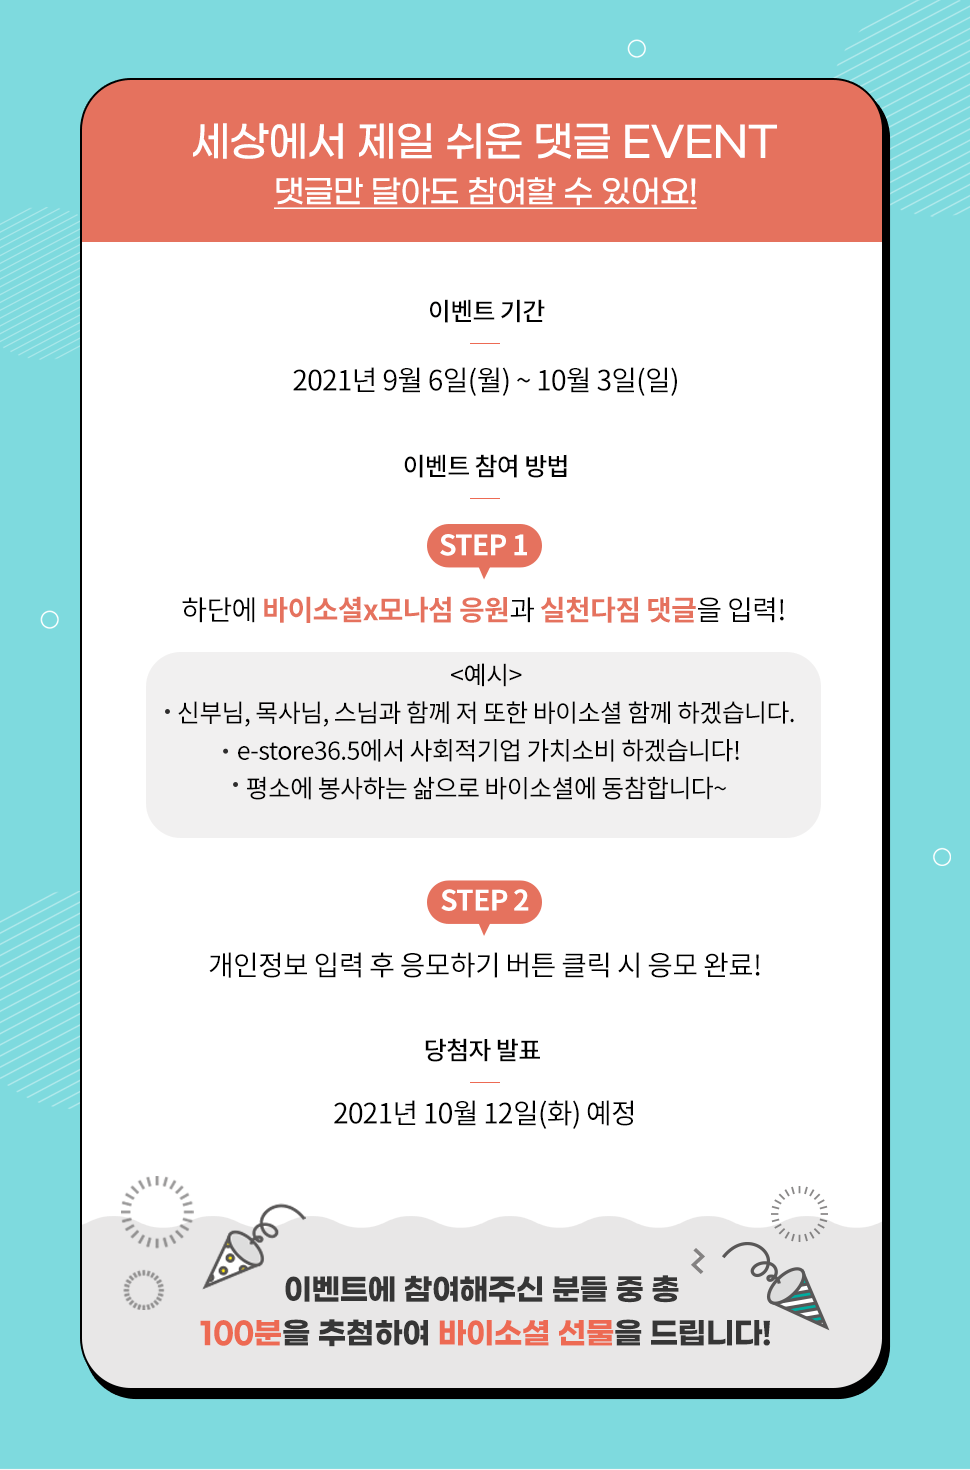 세상에서 제일 쉬운 댓글 EVENT
댓글만 달아도 참여할 수 있어요!
이벤트 기간
2021년 9월 6일(월) ~ 10월 3일(일)
이벤트 참여 방법
STEP 1
하단에 바이소셜x모나섬 응원과 실천다짐 댓글을 입력!
<예시>
• 신부님, 목사님, 스님과 함께 저 또한 바이소셜 함께 하겠습니다.
• e-store36.5에서 사회적기업 가치소비 하겠습니다!
• 평소에 봉사하는 삶으로 바이소셜에 동참합니다~
STEP 2
개인정보 입력 후 응모하기 버튼 클릭 시 응모 완료!
당첨자 발표
2021년 10월 12일(화) 예정
이벤트에 참여해주신 분들 중 총
100분을 추첨하여 바이소셜 선물을 드립니다!